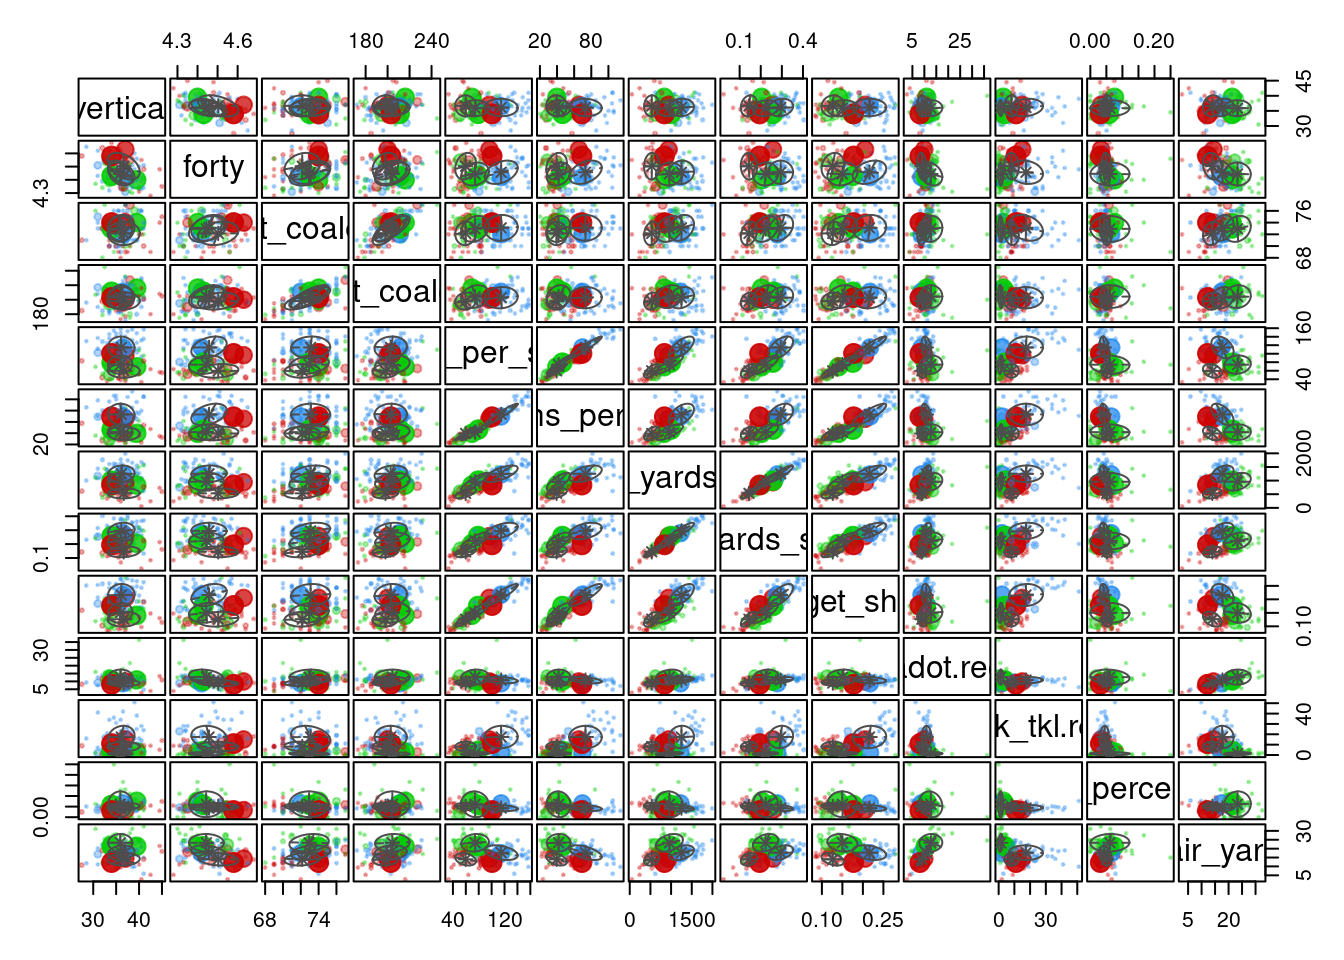 4.3 4.6 180 240 20 80 0.1 0.4 5 25 0.00 0.20
vertica 30 45
4.3 forty
t_coale 68 76
180 t_coal
_per_s 40 160
20 ns_per
_yards 0 2000
0.1 ards_s
get_sh 0.10
5 30 .dot.re
k_tkl.re 0 40
0.00 _perce
air_yar 5 30
30 40 68 74 40 120 0 1500 0.10 0.25 0 30 5 20